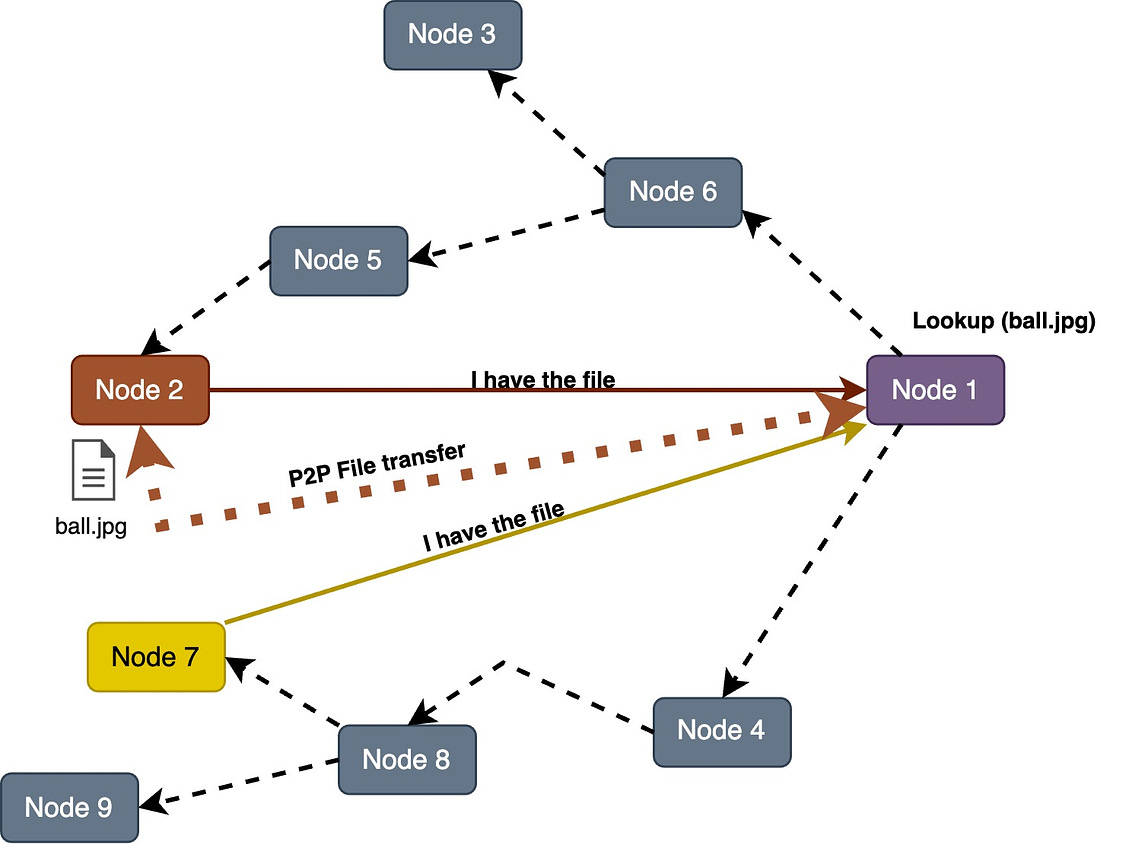 Node 3
Node 6
Node 5
Lookup (ball.jpg)
Node 2
I have the file
Node 1
P2P File transfer
ball.jpg
I have the file
Node 7
Node 4
Node 8
Node 9